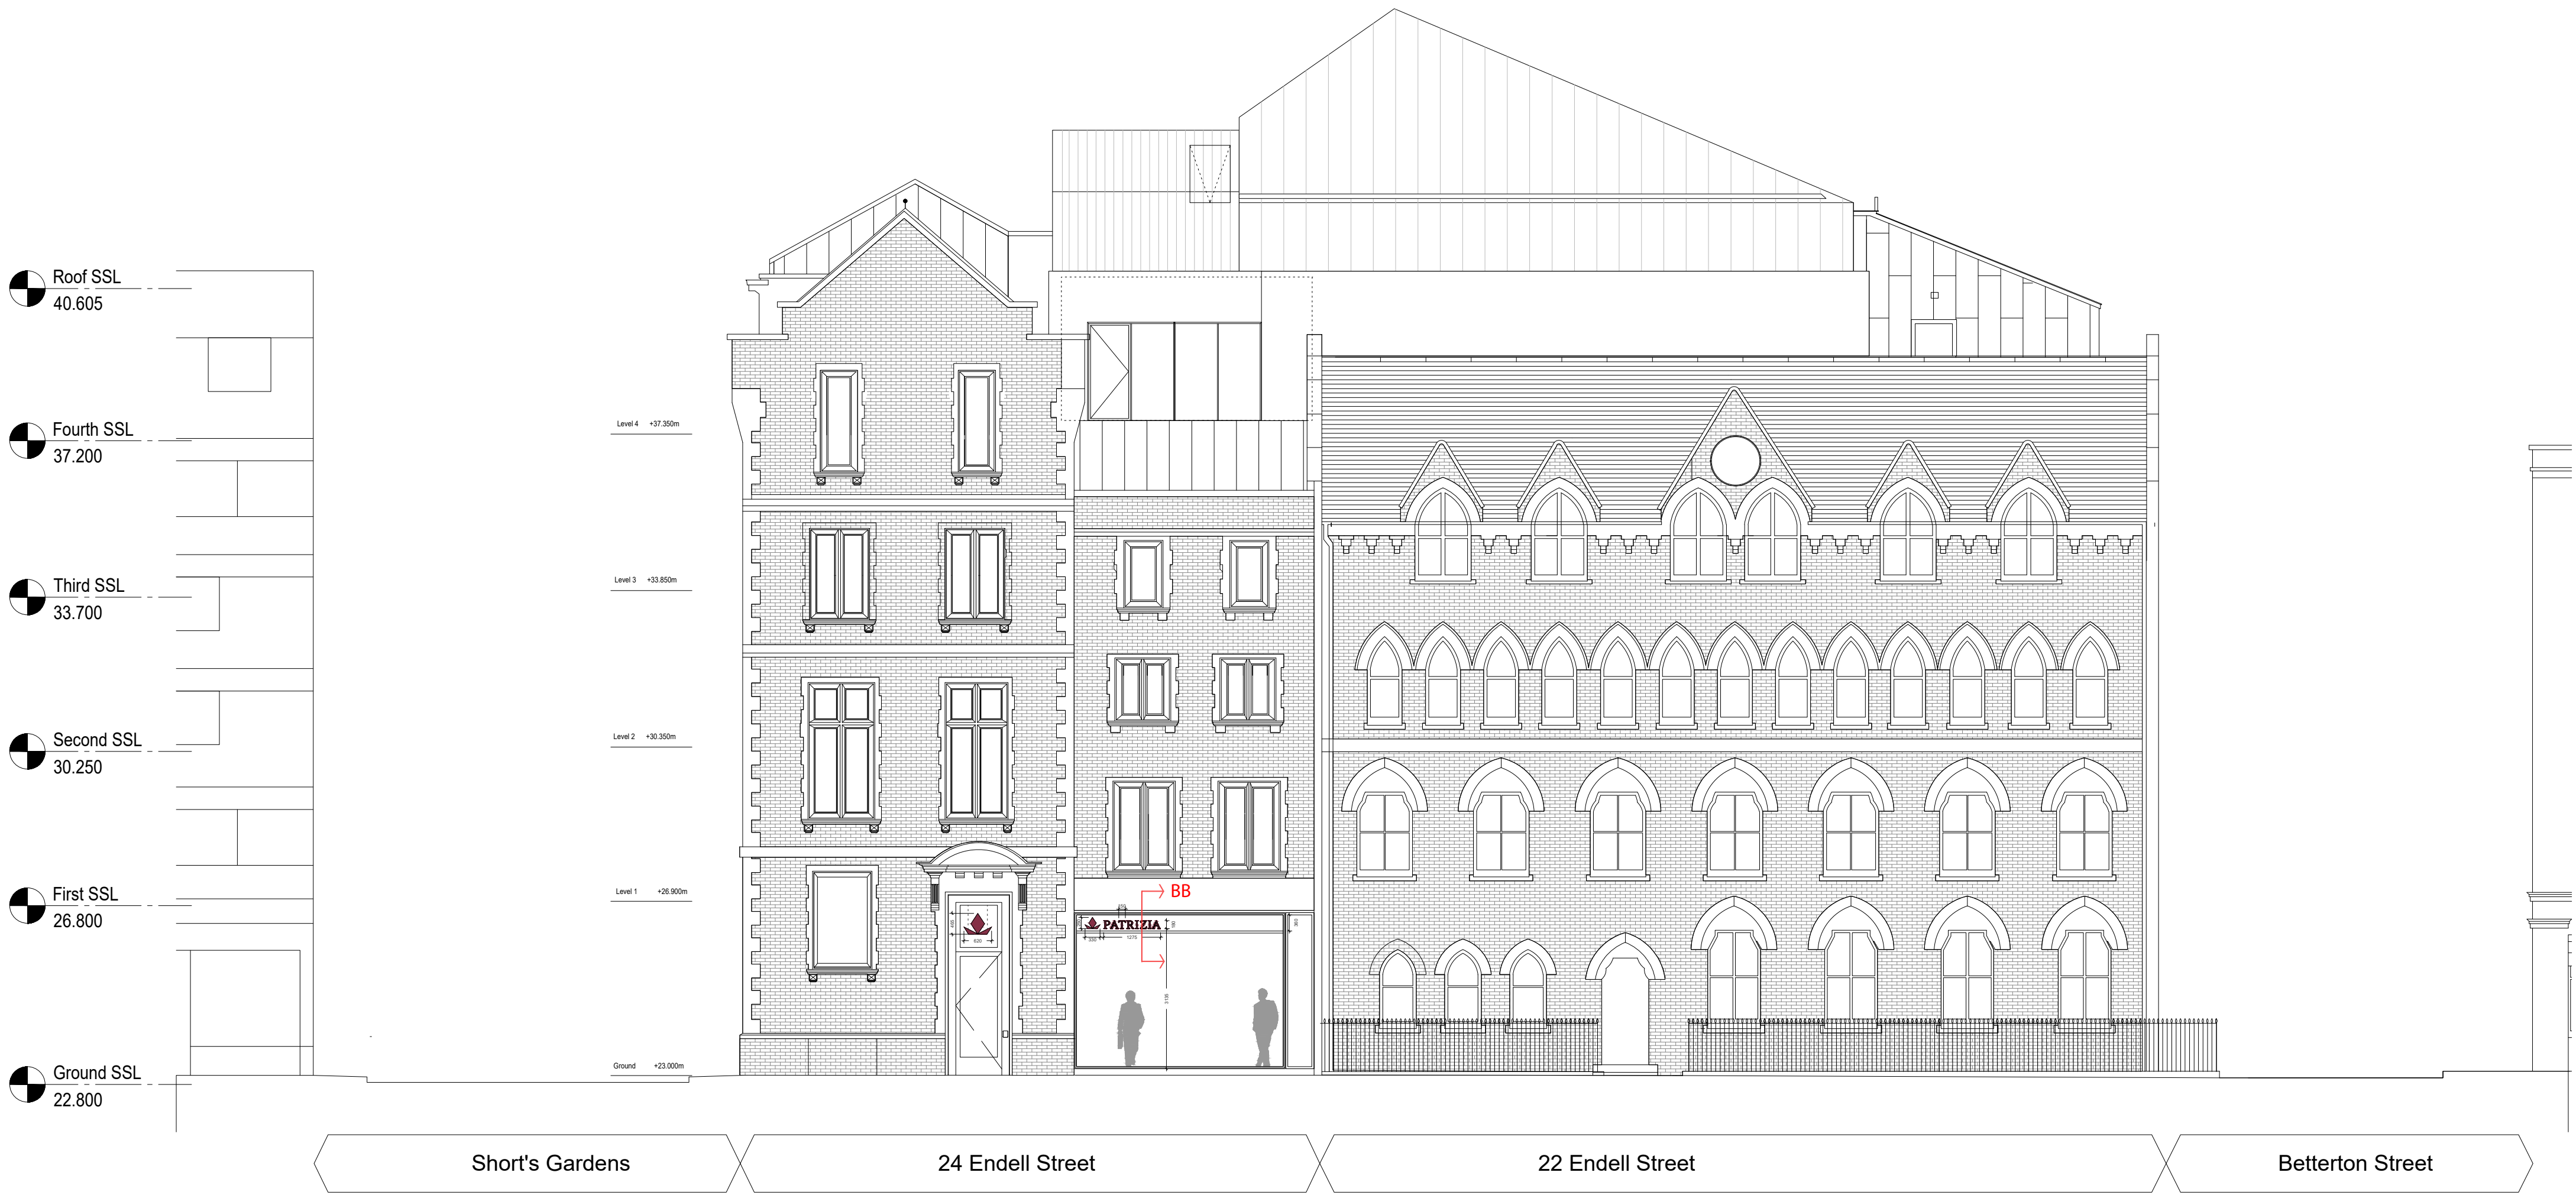 Roof SSL
40.605
Fourth SSL
37.200
Level 4 +37.350m
Third SSL
33.700
Level 3 +33.850m
Second SSL
30.250
Level 2 +30.350m
First SSL
26.800
Level 1 +26.900m
BB
PATRIZIA
1275
620
Ground SSL
22.800
Ground +23.000m
Short's Gardens
24 Endell Street
22 Endell Street
Betterton Street